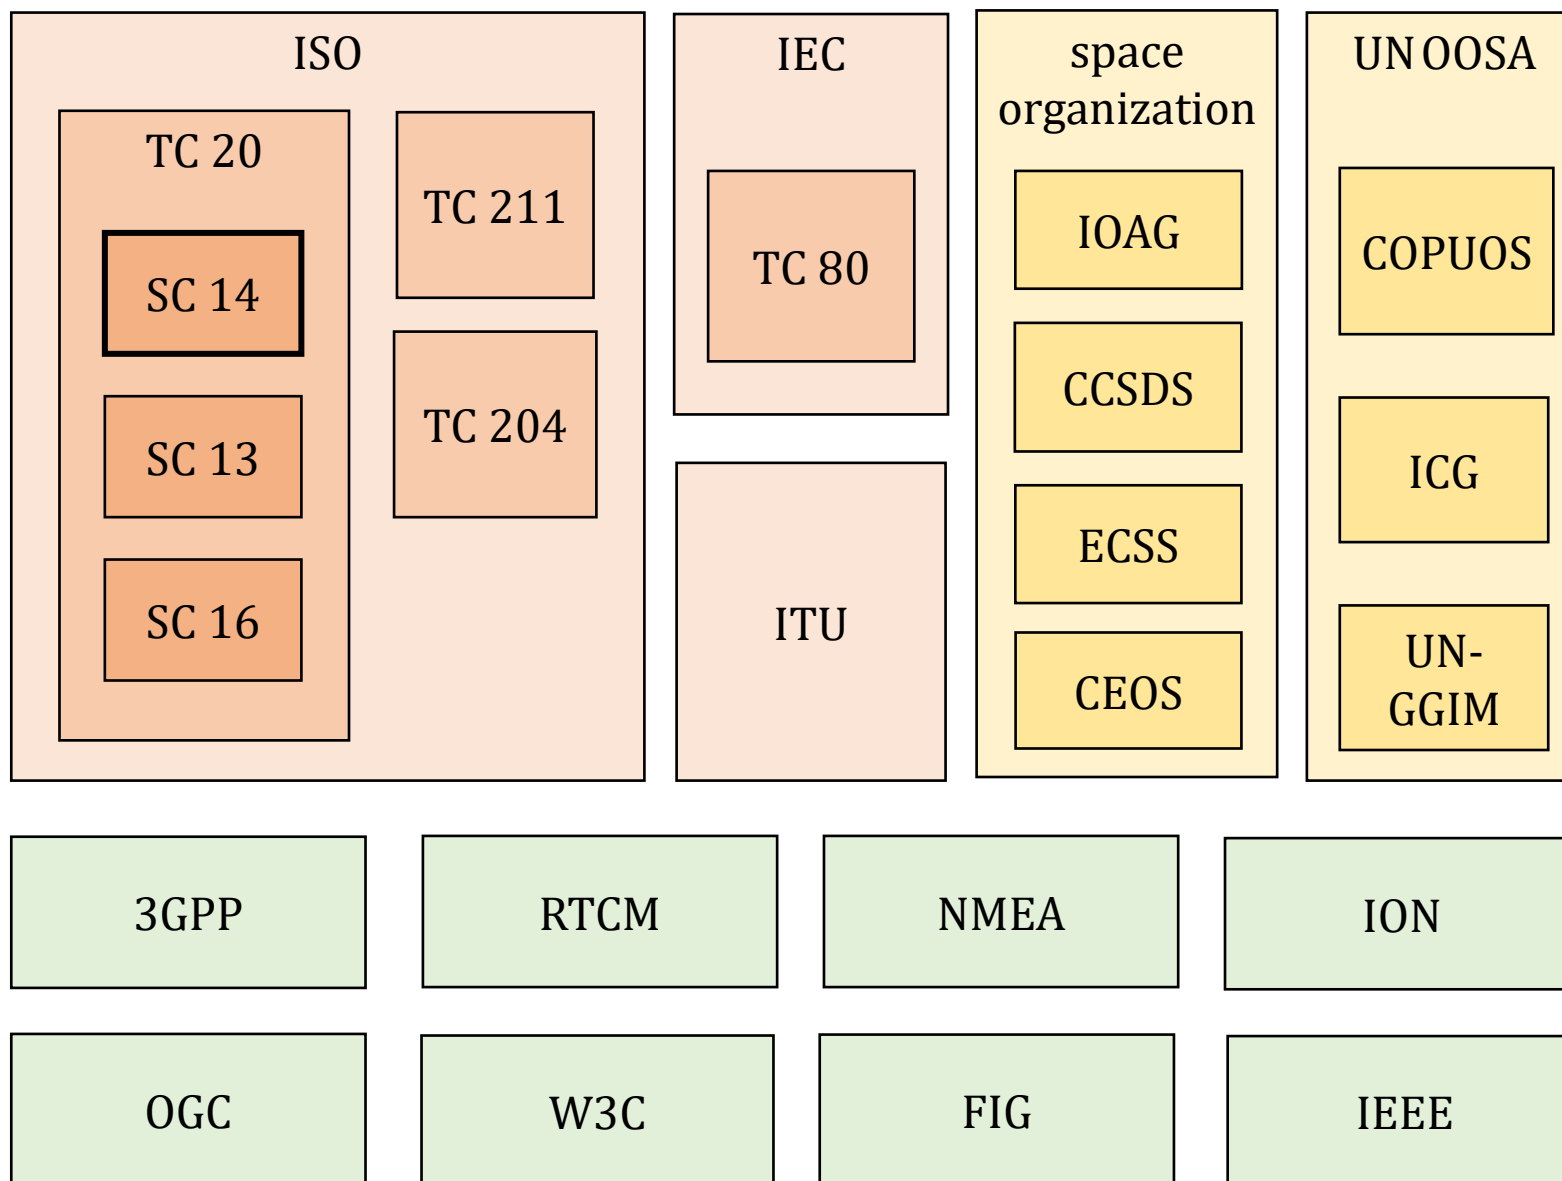 ISO
TC 20
SC 14
SC 13
SC 16
TC 211
TC 204
IEC
TC 80
ITU
space
organization
IOAG
CCSDS
ECSS
CEOS
UN OOSA
COPUOS
ICG
UN-
GGIM
3GPP
RTCM
NMEA
ION
OGC
W3C
FIG
IEEE